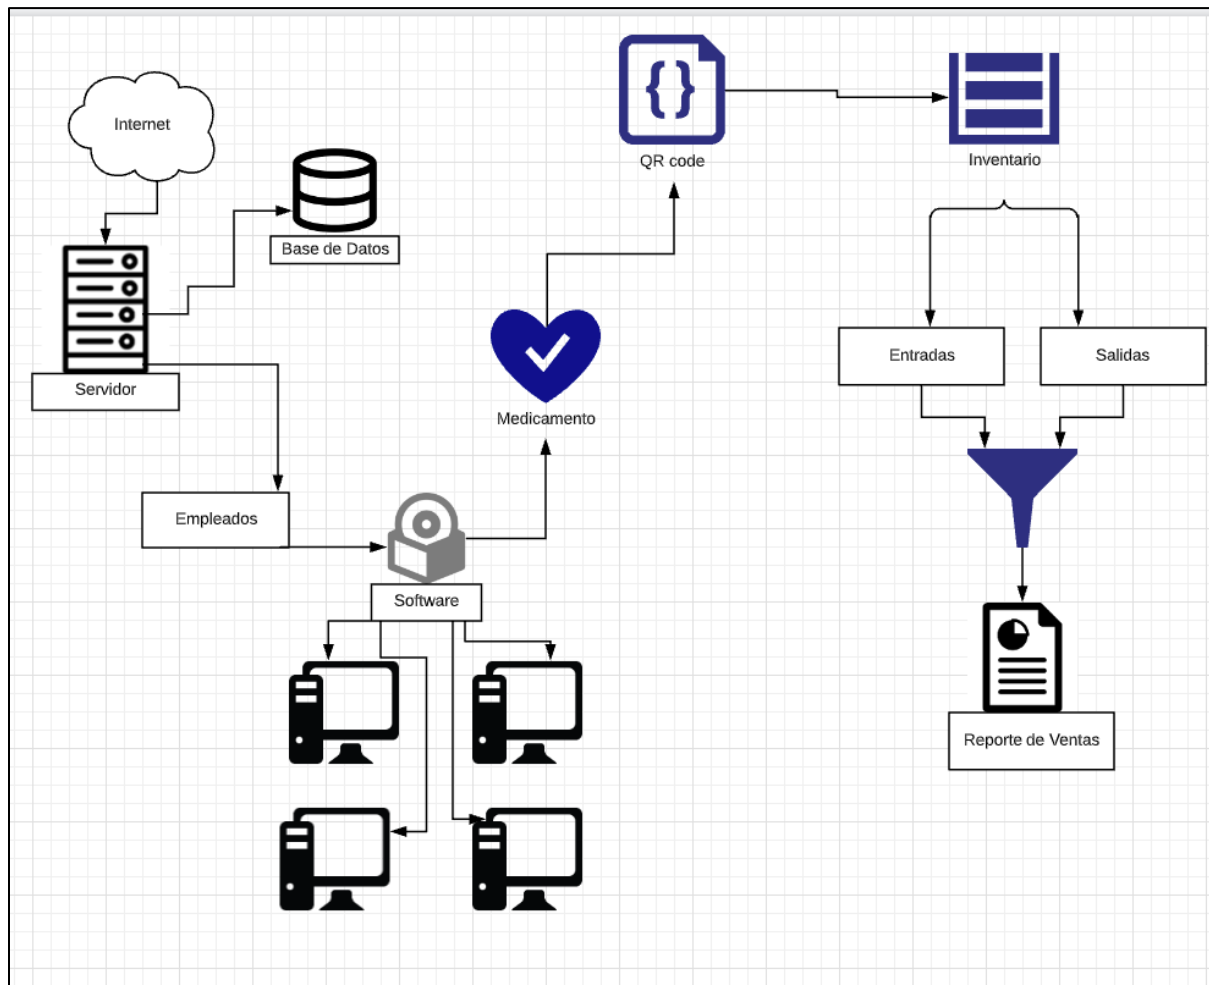 Internet
Base de Datos
Servidor
Empleados
Software
Medicamento
{}
QR code
Inventario
Entradas
Salidas
Reporte de Ventas